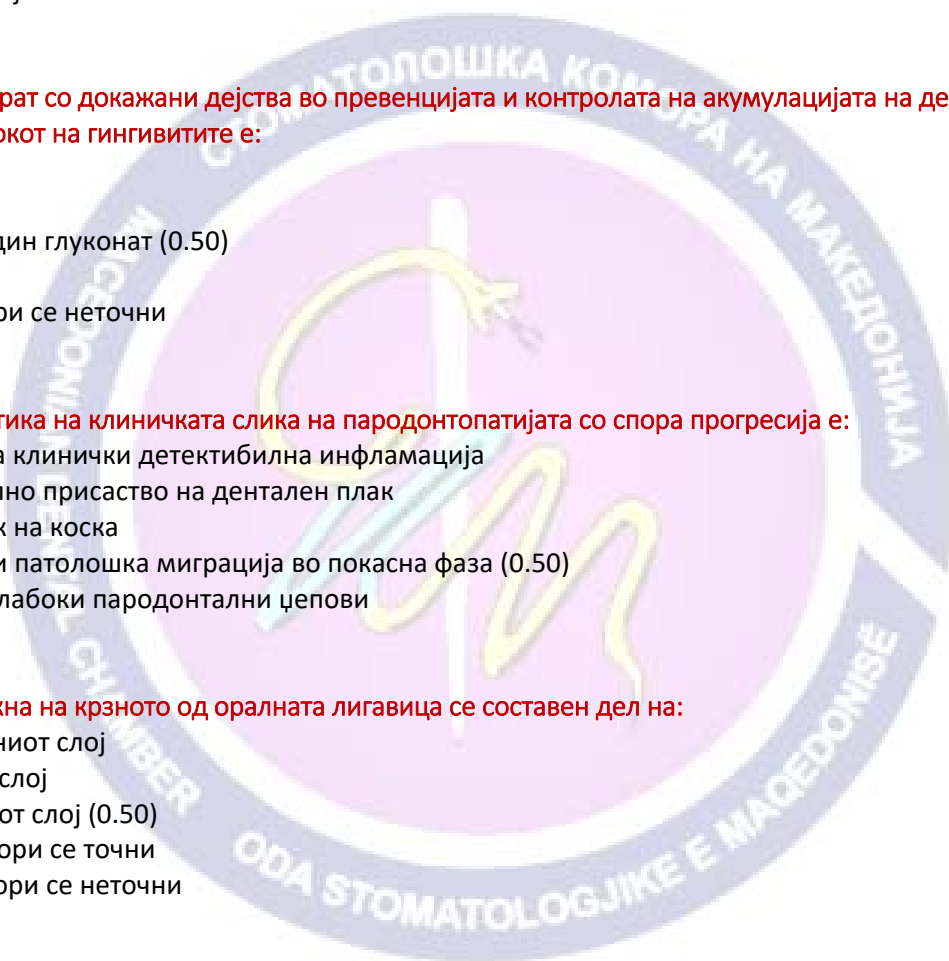 рат со докажани дејства во превенцијата и контролата на акумулацијата на де
окот на гингивитите е:
дин глуконат (0.50)
ри се неточни
тика на клиничката слика на пародонтопатијата со спора прогресија е:
а клинички детектибилна инфламација
лно присаство на дентален плак
к на коска
и патолошка миграција во покасна фаза (0.50)
лабоки пародонтални џепови
кна на крзното од оралната лигавица се составен дел на:
ниот слој
слој
от слој (0.50)
ори се точни
ори се неточни
СТОМАТОЛОШКА КОМОРА НА МАКЕДОНИЈА
MACEDONIAN DENTAL CHAMBER
ODA STOMATOLOGJIKE E MAQEDONISË